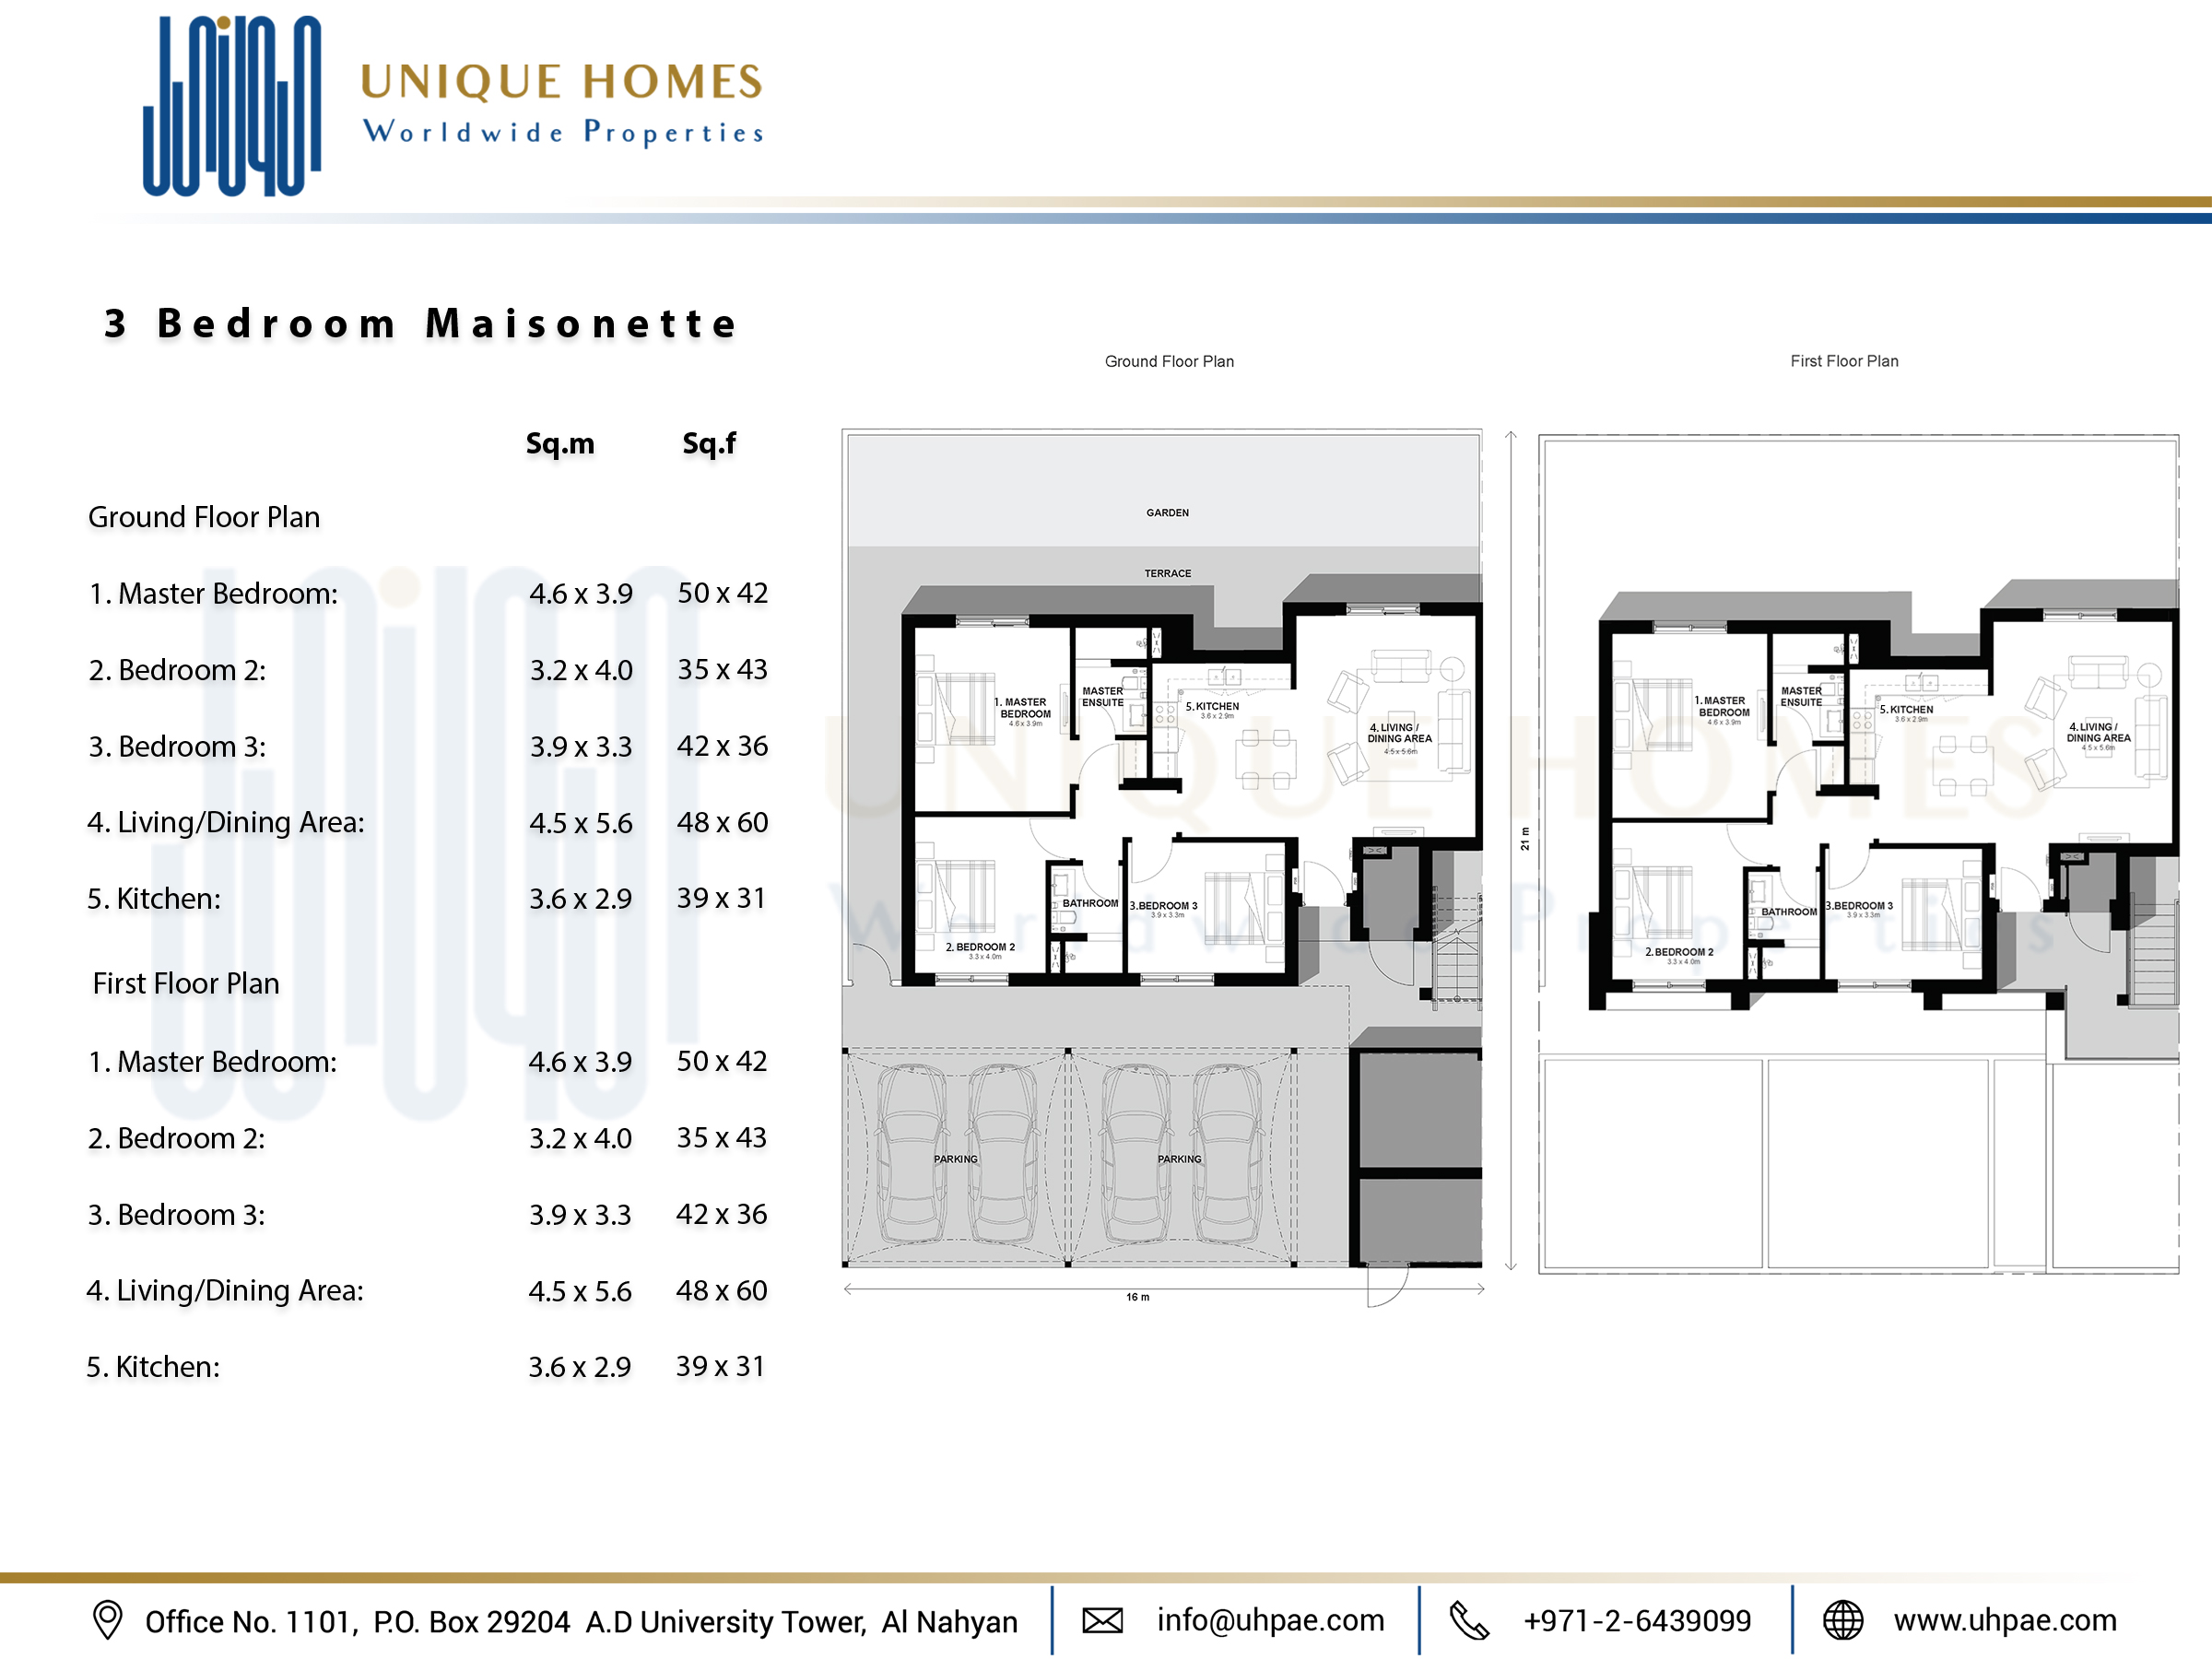 UNIQUE HOMES
Worldwide Properties
3 Bedroom Maisonette
Sq.m Sq.f
Ground Floor Plan
1. Master Bedroom: 4.6 x 3.9 50 x 42
2. Bedroom 2: 3.2 x 4.0 35 x 43
3. Bedroom 3: 3.9 x 3.3 42 x 36
4. Living/Dining Area: 4.5 x 5.6 48 x 60
5. Kitchen: 3.6 x 2.9 39 x 31
First Floor Plan
1. Master Bedroom: 4.6 x 3.9 50 x 42
2. Bedroom 2: 3.2 x 4.0 35 x 43
3. Bedroom 3: 3.9 x 3.3 42 x 36
4. Living/Dining Area: 4.5 x 5.6 48 x 60
5. Kitchen: 3.6 x 2.9 39 x 31
Ground Floor Plan
GARDEN
TERRACE
1. MASTER
BEDROOM
4.6 x 3.9m
MASTER
ENSUITE
5. KITCHEN
3.6 x 2.9m
4. LIVING /
DINING AREA
4.5 x 5.6m
BATHROOM
3.BEDROOM 3
3.9 x 3.3m
2. BEDROOM 2
3.3 x 4.0m
PARKING
PARKING
16 m
21 m
First Floor Plan
1. MASTER
BEDROOM
4.6 x 3.9m
MASTER
ENSUITE
5. KITCHEN
3.6 x 2.9m
4. LIVING /
DINING AREA
4.5 x 5.6m
BATHROOM
3.BEDROOM 3
3.9 x 3.3m
2. BEDROOM 2
3.3 x 4.0m
UNIQUE HOMES
Worldwide Properties
Office No. 1101, P.O. Box 29204 A.D University Tower, Al Nahyan
info@uhpae.com
+971-2-6439099
www.uhpae.com